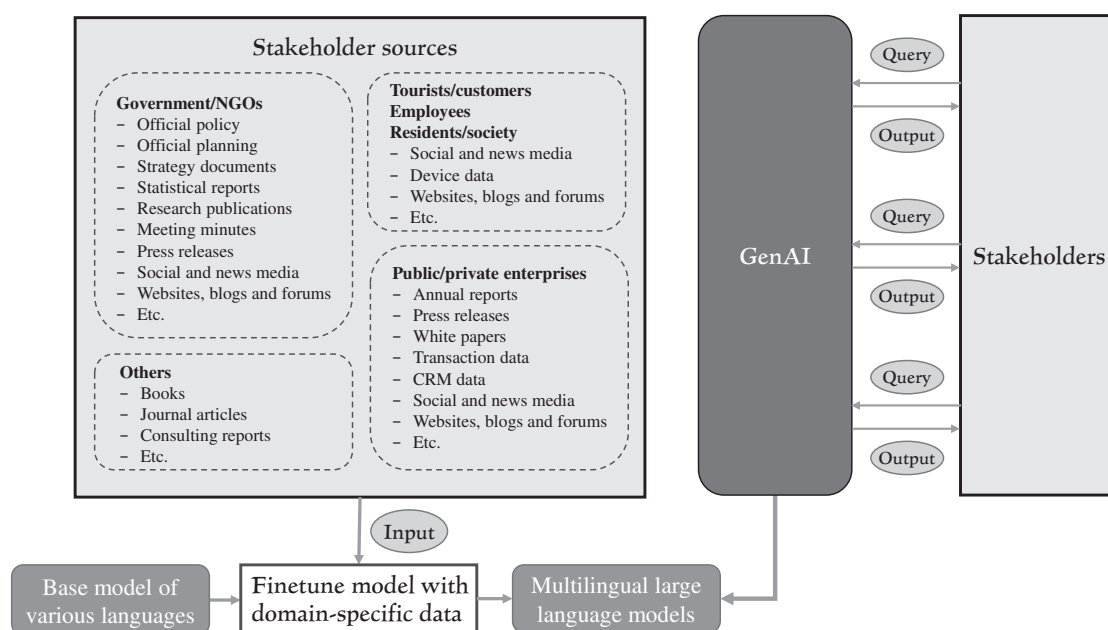 Stakeholder sources
Government/NGOs
– Official policy
– Official planning
– Strategy documents
– Statistical reports
– Research publications
– Meeting minutes
– Press releases
– Social and news media
– Websites, blogs and forums
– Etc.
Others
– Books
– Journal articles
– Consulting reports
– Etc.
Tourists/customers
Employees
Residents/society
– Social and news media
– Device data
– Websites, blogs and forums
– Etc.
Public/private enterprises
– Annual reports
– Press releases
– White papers
– Transaction data
– CRM data
– Social and news media
– Websites, blogs and forums
– Etc.
GenAI
Query
Output
Query
Output
Query
Output
Stakeholders
Input
Base model of
various languages
Finetune model with
domain-specific data
Multilingual large
language models